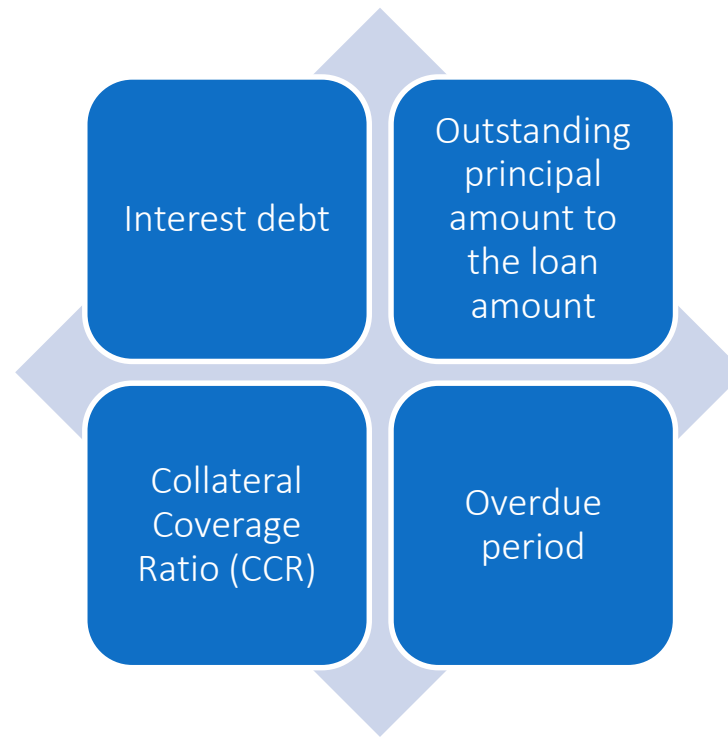 Interest debt
Outstanding
principal
amount to
the loan
amount
Collateral
Coverage
Ratio (CCR)
Overdue
period